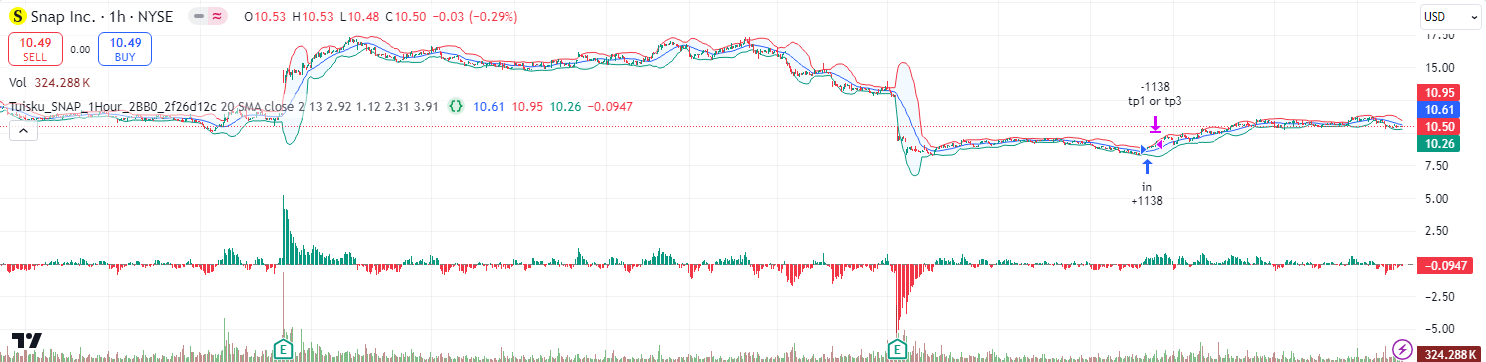 S Snap Inc. · 1h · NYSE O10.53 H10.53 L10.48 C10.50 −0.03 (−0.29%)
USD
10.49 SELL 0.00 10.49 BUY
Vol 324.288 K
Tuisku_SNAP_1Hour_2BB0_2f26d12c 20 SMA close 2 13 2.92 1.12 2.31 3.91 {} 10.61 10.95 10.26 −0.0947
-1138
tp1 or tp3
in
+1138
17.50
15.00
10.95
10.61
10.50
10.26
7.50
5.00
2.50
−0.0947
−2.50
−5.00
324.288 K
E
E